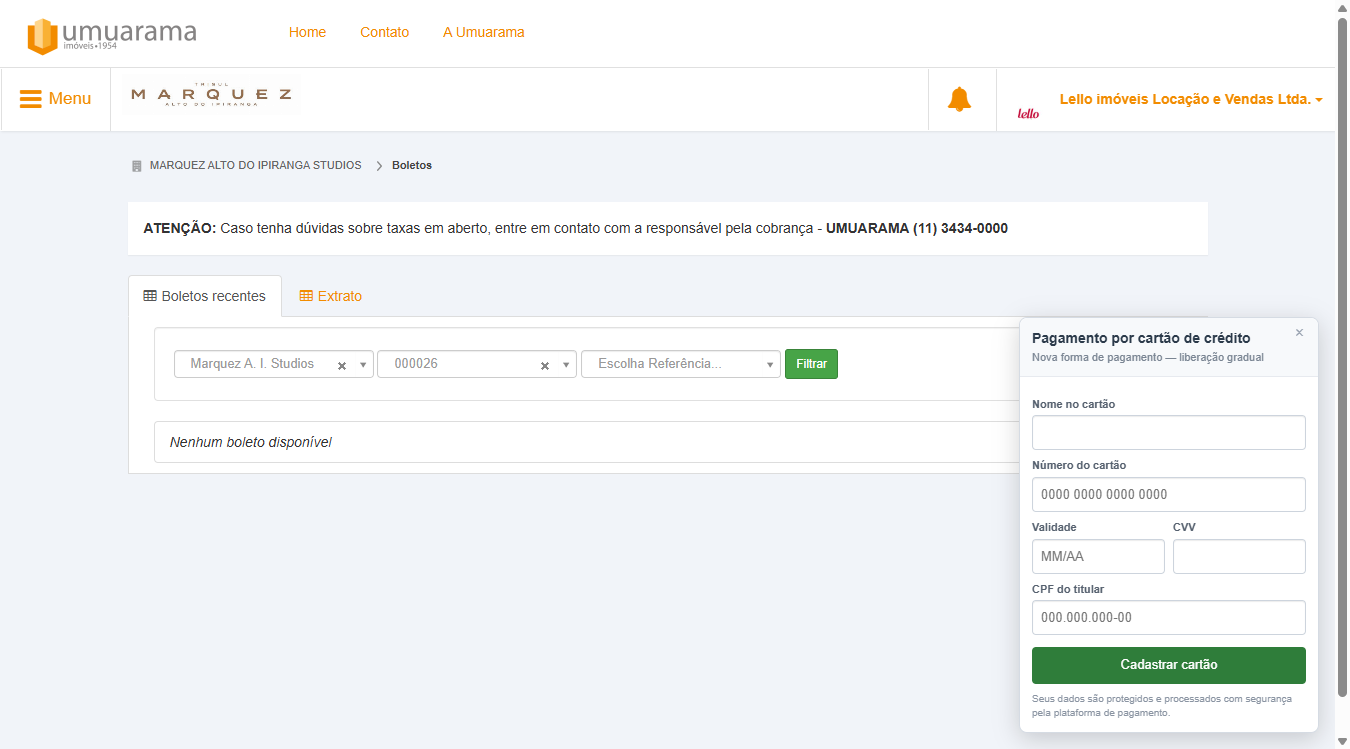 umuarama
imóveis•1954
Home
Contato
A Umuarama
Menu
MARQUEZ
ALTO DO IPIRANGA
lello
Lello imóveis Locação e Vendas Ltda.
MARQUEZ ALTO DO IPIRANGA STUDIOS
Boletos
ATENÇÃO: Caso tenha dúvidas sobre taxas em aberto, entre em contato com a responsável pela cobrança - UMUARAMA (11) 3434-0000
Boletos recentes
Extrato
Marquez A. I. Studios
000026
Escolha Referência...
Filtrar
Nenhum boleto disponível
Pagamento por cartão de crédito
×
Nova forma de pagamento — liberação gradual
Nome no cartão
Número do cartão
0000 0000 0000 0000
Validade
CVV
MM/AA
CPF do titular
000.000.000-00
Cadastrar cartão
Seus dados são protegidos e processados com segurança
pela plataforma de pagamento.